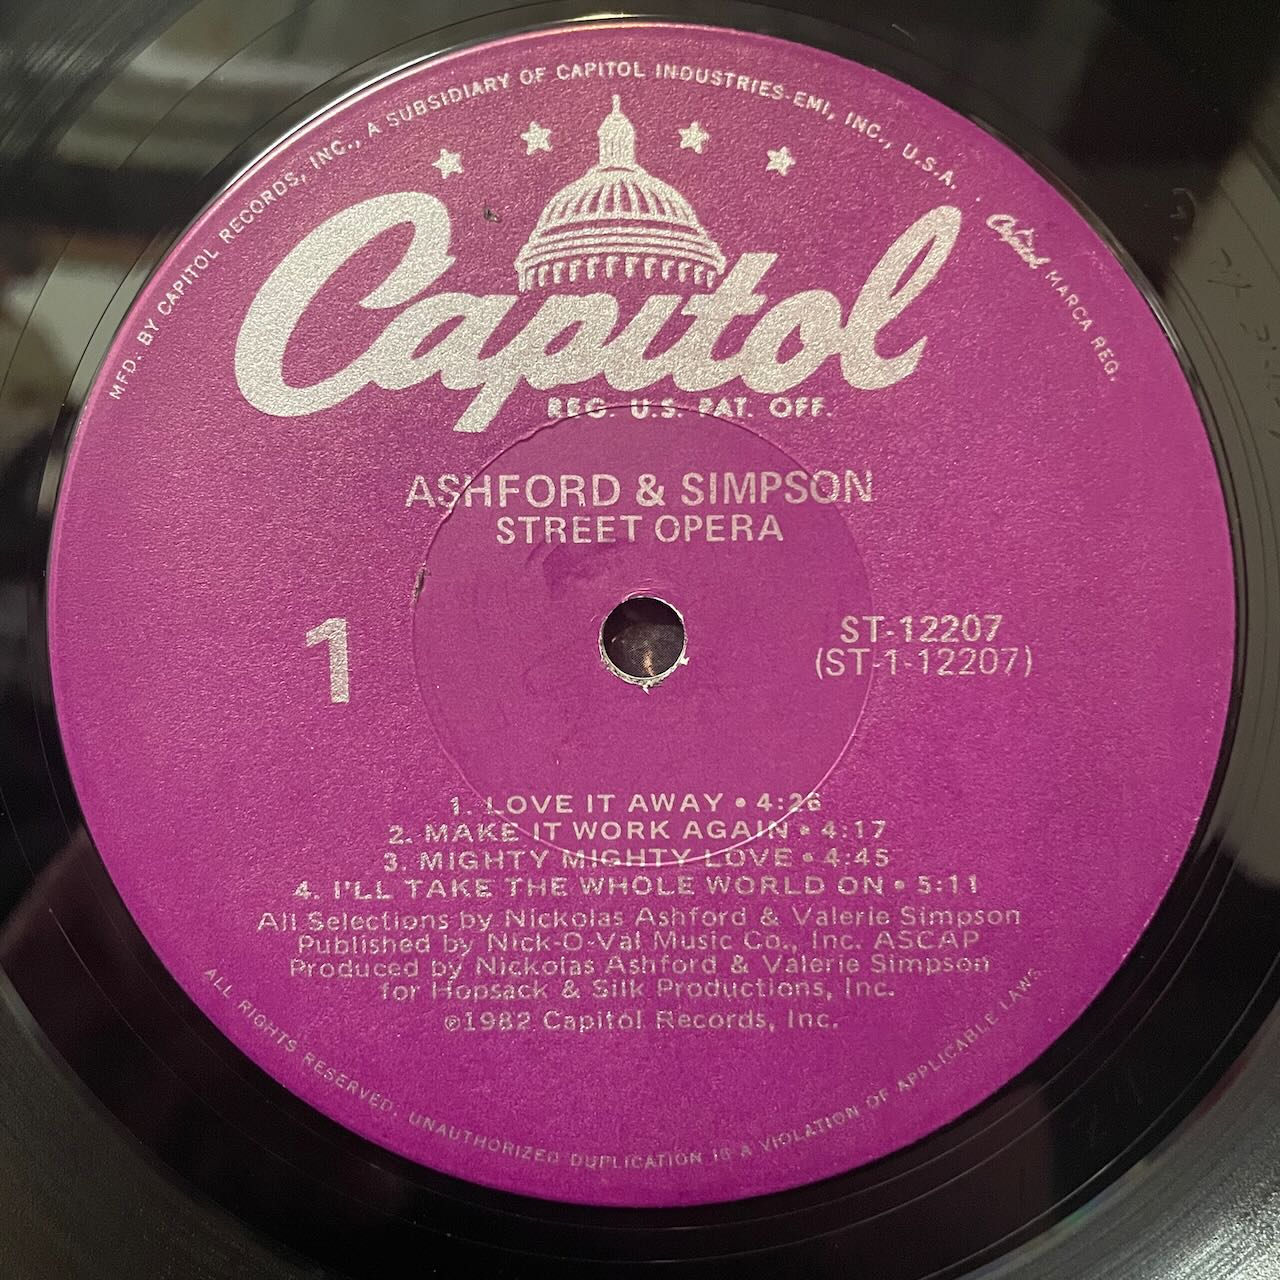 MFD. BY CAPITOL RECORDS, INC., A SUBSIDIARY OF CAPITOL INDUSTRIES-EMI, INC., U.S.A.
Capitol MARCA REG.
Capitol
REG. U.S. PAT. OFF.
ASHFORD & SIMPSON
STREET OPERA
1
ST-12207
(ST-1-12207)
1. LOVE IT AWAY • 4:26
2. MAKE IT WORK AGAIN • 4:17
3. MIGHTY MIGHTY LOVE • 4:45
4. I'LL TAKE THE WHOLE WORLD ON • 5:11
All Selections by Nickolas Ashford & Valerie Simpson
Published by Nick-O-Val Music Co., Inc. ASCAP
Produced by Nickolas Ashford & Valerie Simpson
for Hopsack & Silk Productions, Inc.
℗1982 Capitol Records, Inc.
ALL RIGHTS RESERVED. UNAUTHORIZED DUPLICATION IS A VIOLATION OF APPLICABLE LAWS.